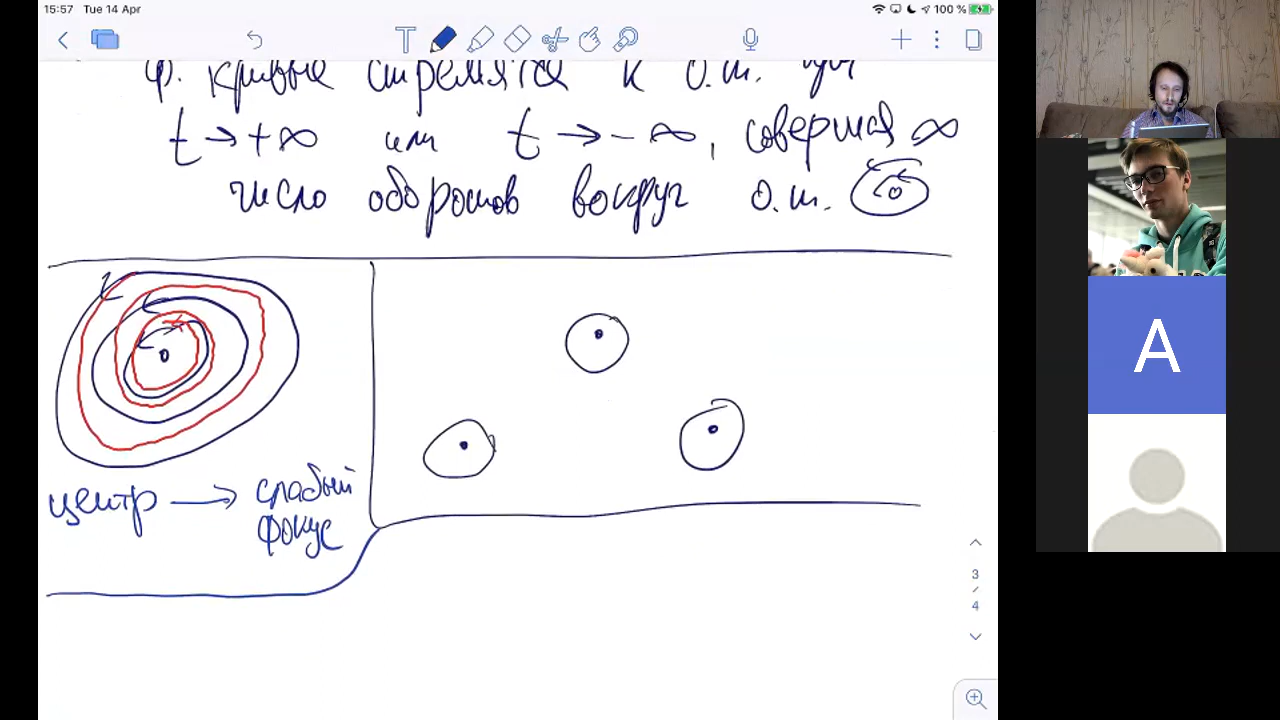 15:57 Tue 14 Apr 100 %
T
ф. кривые стремятся к о.т. при
t → +∞ или t → -∞, совершая ∞
число оборотов вокруг о.т.
центр → слабый
фокус
3
/
4
A